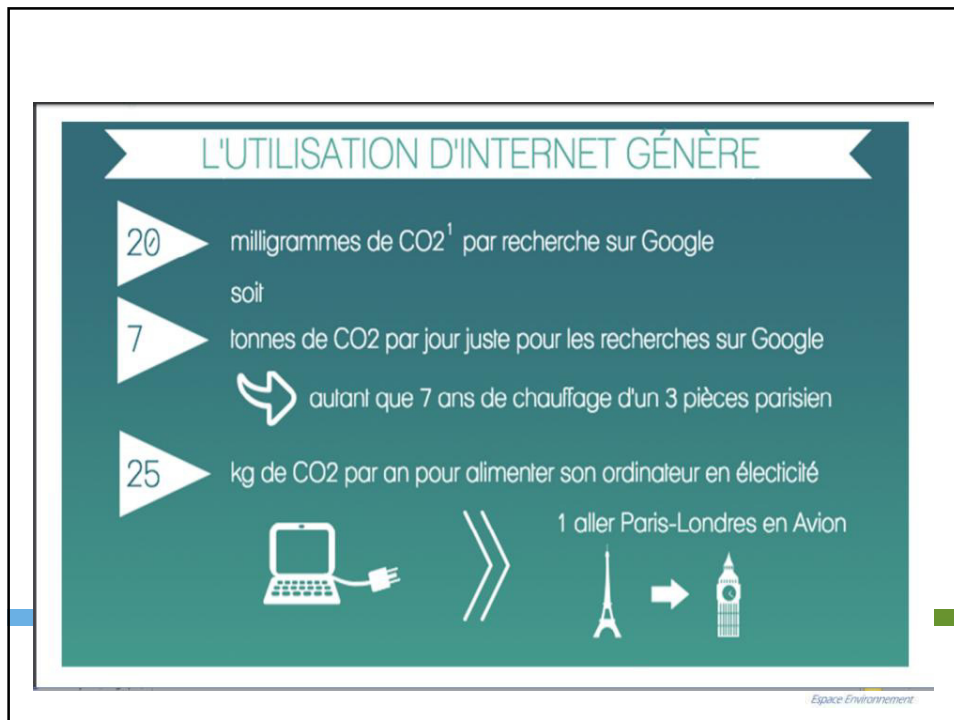 L'UTILISATION D'INTERNET GÉNÈRE
20 milligrammes de CO2¹ par recherche sur Google
soit
7 tonnes de CO2 par jour juste pour les recherches sur Google
autant que 7 ans de chauffage d'un 3 pièces parisien
25 kg de CO2 par an pour alimenter son ordinateur en électicité
1 aller Paris-Londres en Avion
Espace Environnement